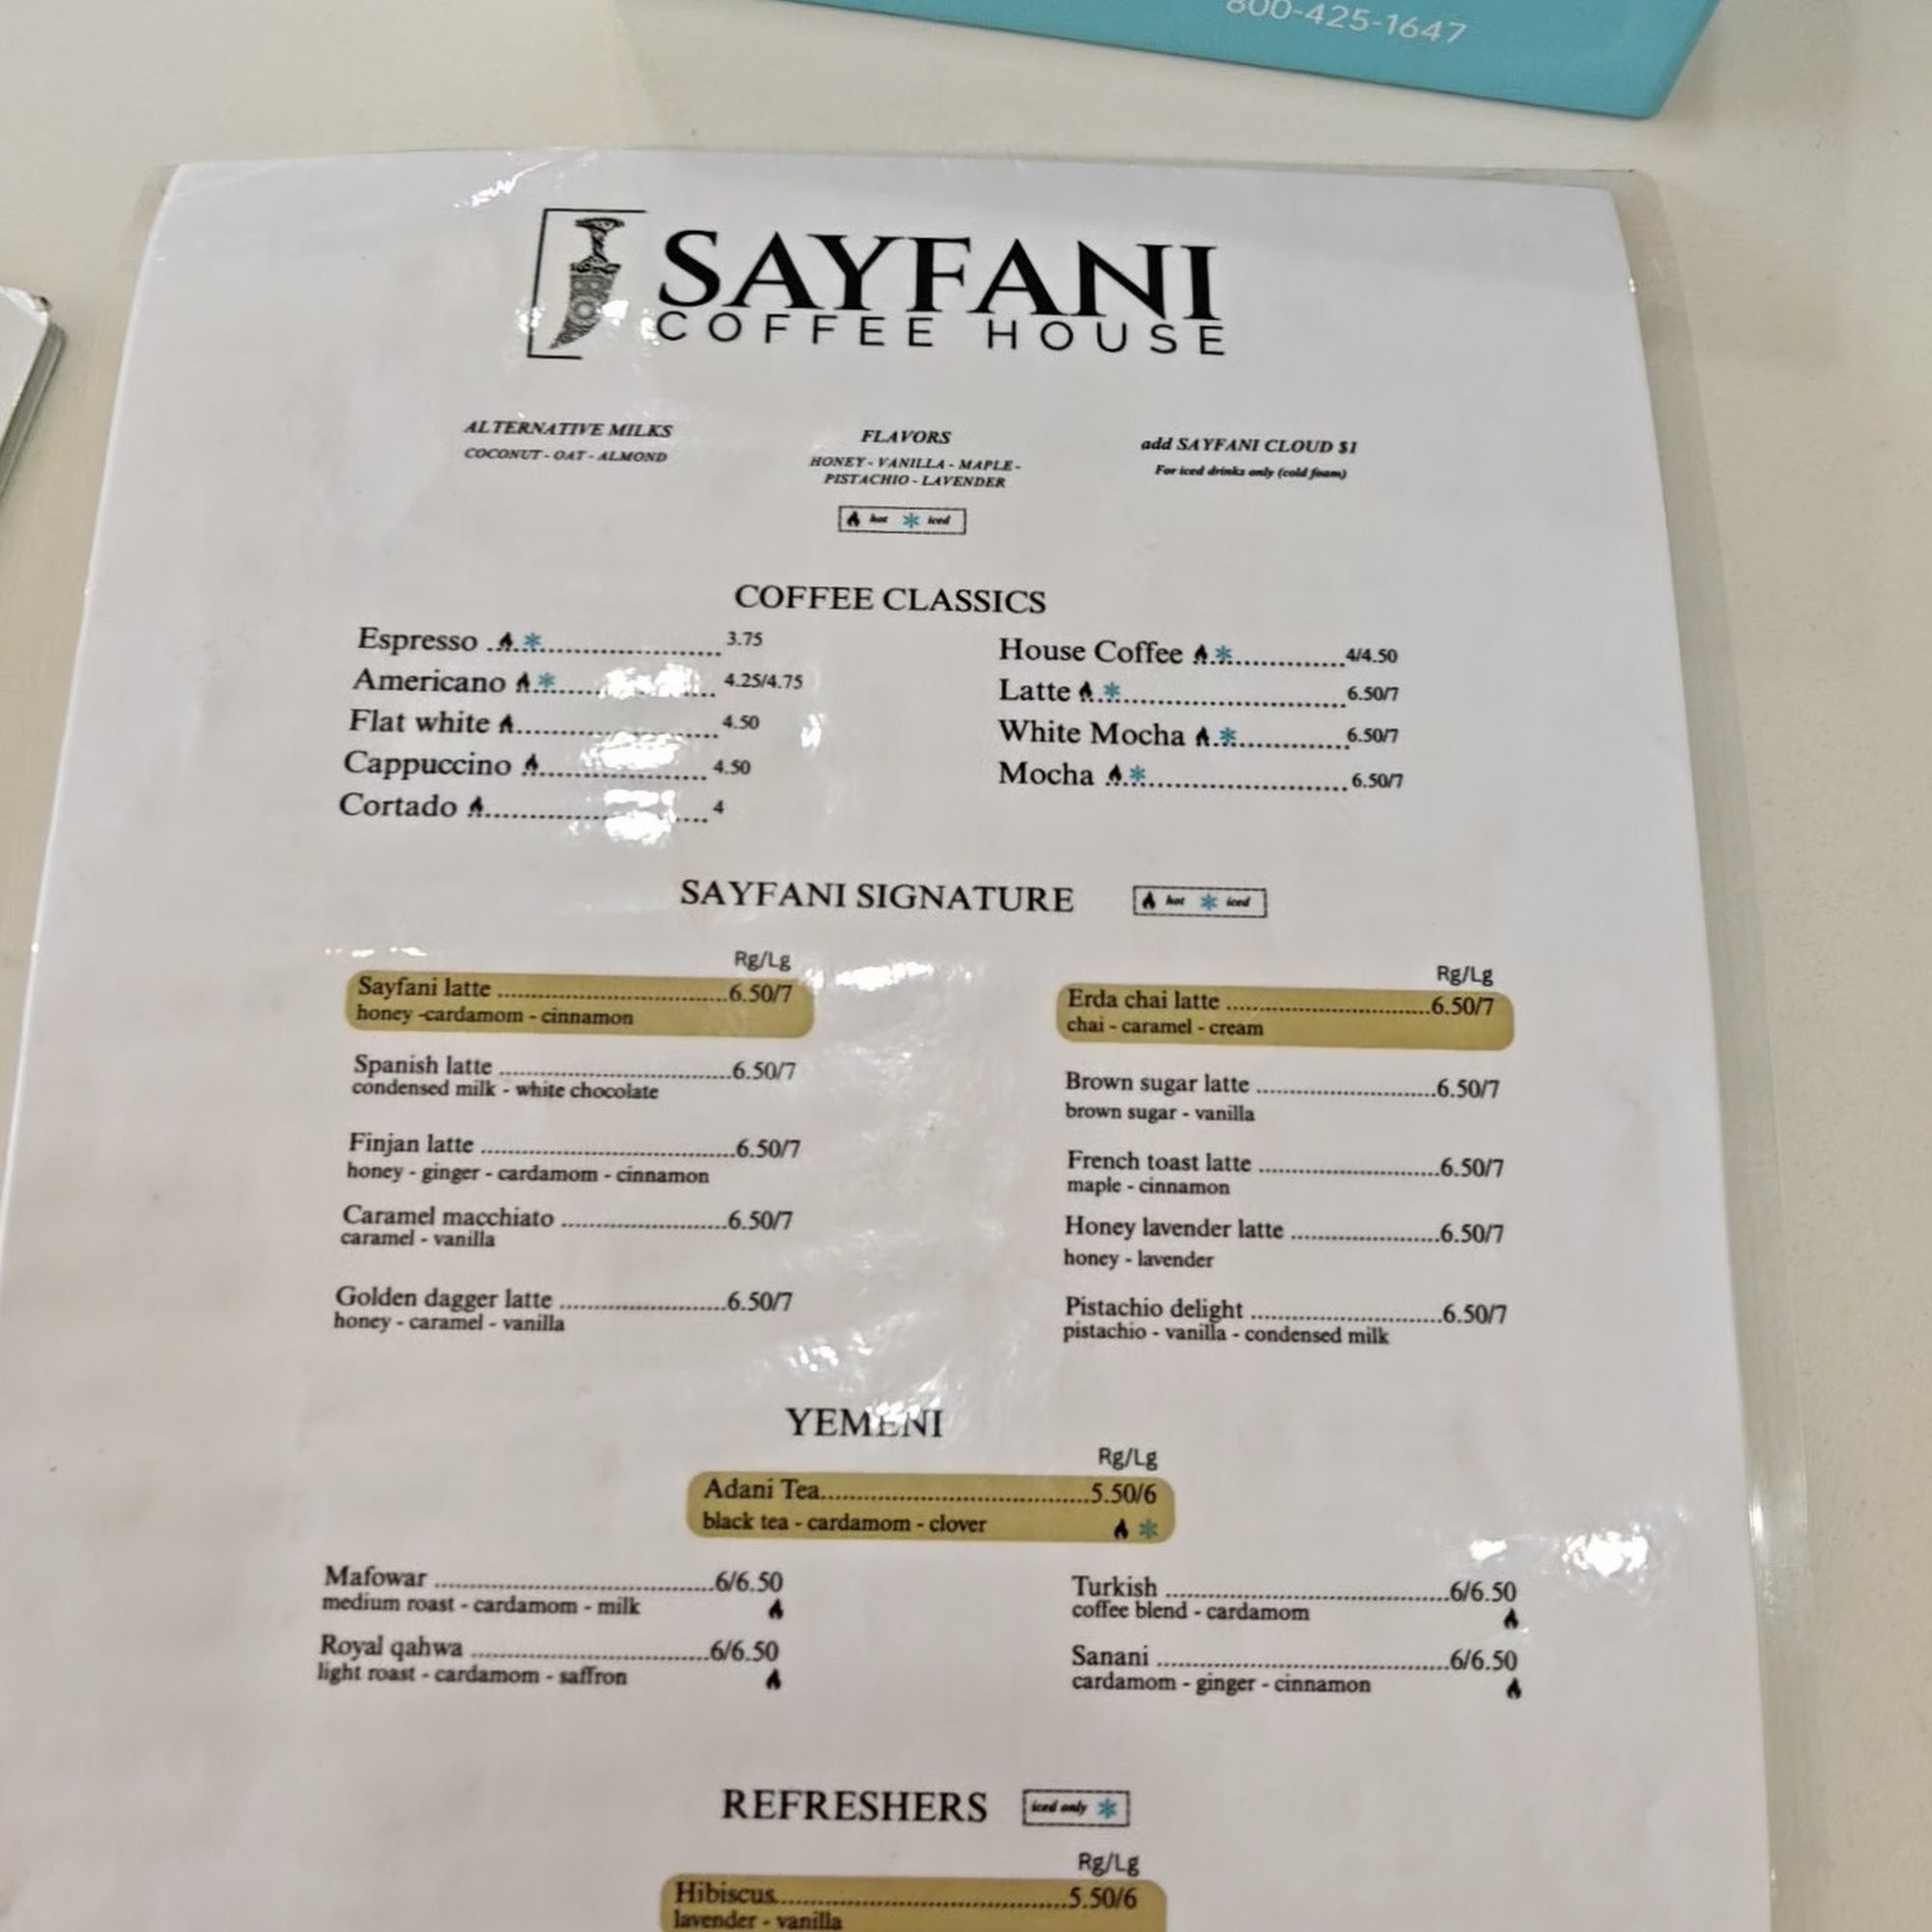 800-425-1647
SAYFANI
COFFEE HOUSE
ALTERNATIVE MILKS
COCONUT - OAT - ALMOND
FLAVORS
HONEY - VANILLA - MAPLE -
PISTACHIO - LAVENDER
add SAYFANI CLOUD $1
For iced drinks only (cold foam)
hot iced
COFFEE CLASSICS
Espresso 3.75
Americano 4.25/4.75
Flat white 4.50
Cappuccino 4.50
Cortado 4
House Coffee 4/4.50
Latte 6.50/7
White Mocha 6.50/7
Mocha 6.50/7
SAYFANI SIGNATURE
hot iced
Rg/Lg
Sayfani latte 6.50/7
honey -cardamom - cinnamon
Spanish latte 6.50/7
condensed milk - white chocolate
Finjan latte 6.50/7
honey - ginger - cardamom - cinnamon
Caramel macchiato 6.50/7
caramel - vanilla
Golden dagger latte 6.50/7
honey - caramel - vanilla
Rg/Lg
Erda chai latte 6.50/7
chai - caramel - cream
Brown sugar latte 6.50/7
brown sugar - vanilla
French toast latte 6.50/7
maple - cinnamon
Honey lavender latte 6.50/7
honey - lavender
Pistachio delight 6.50/7
pistachio - vanilla - condensed milk
YEMENI
Rg/Lg
Adani Tea 5.50/6
black tea - cardamom - clover
Mafowar 6/6.50
medium roast - cardamom - milk
Royal qahwa 6/6.50
light roast - cardamom - saffron
Turkish 6/6.50
coffee blend - cardamom
Sanani 6/6.50
cardamom - ginger - cinnamon
REFRESHERS
iced only
Rg/Lg
Hibiscus 5.50/6
lavender - vanilla